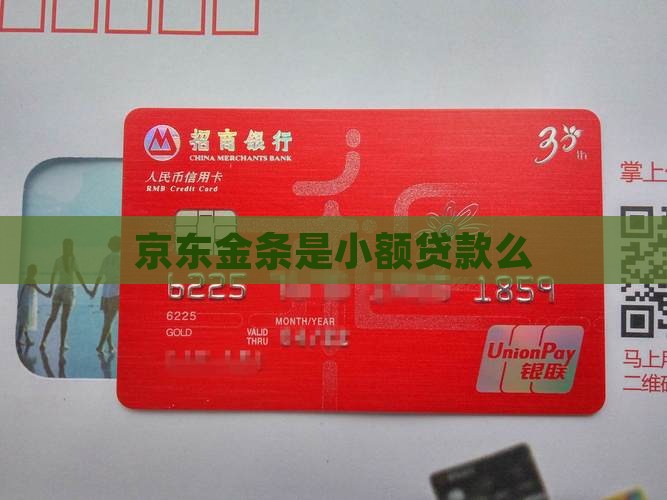 招商银行
CHINA MERCHANTS BANK
人民币信用卡
RMB Credit Card
30th
掌上
京东金条是小额贷款么
6225 1859
6225
GOLD VALID THRU MONTH/YEAR
UnionPay
银联
马上
二维码